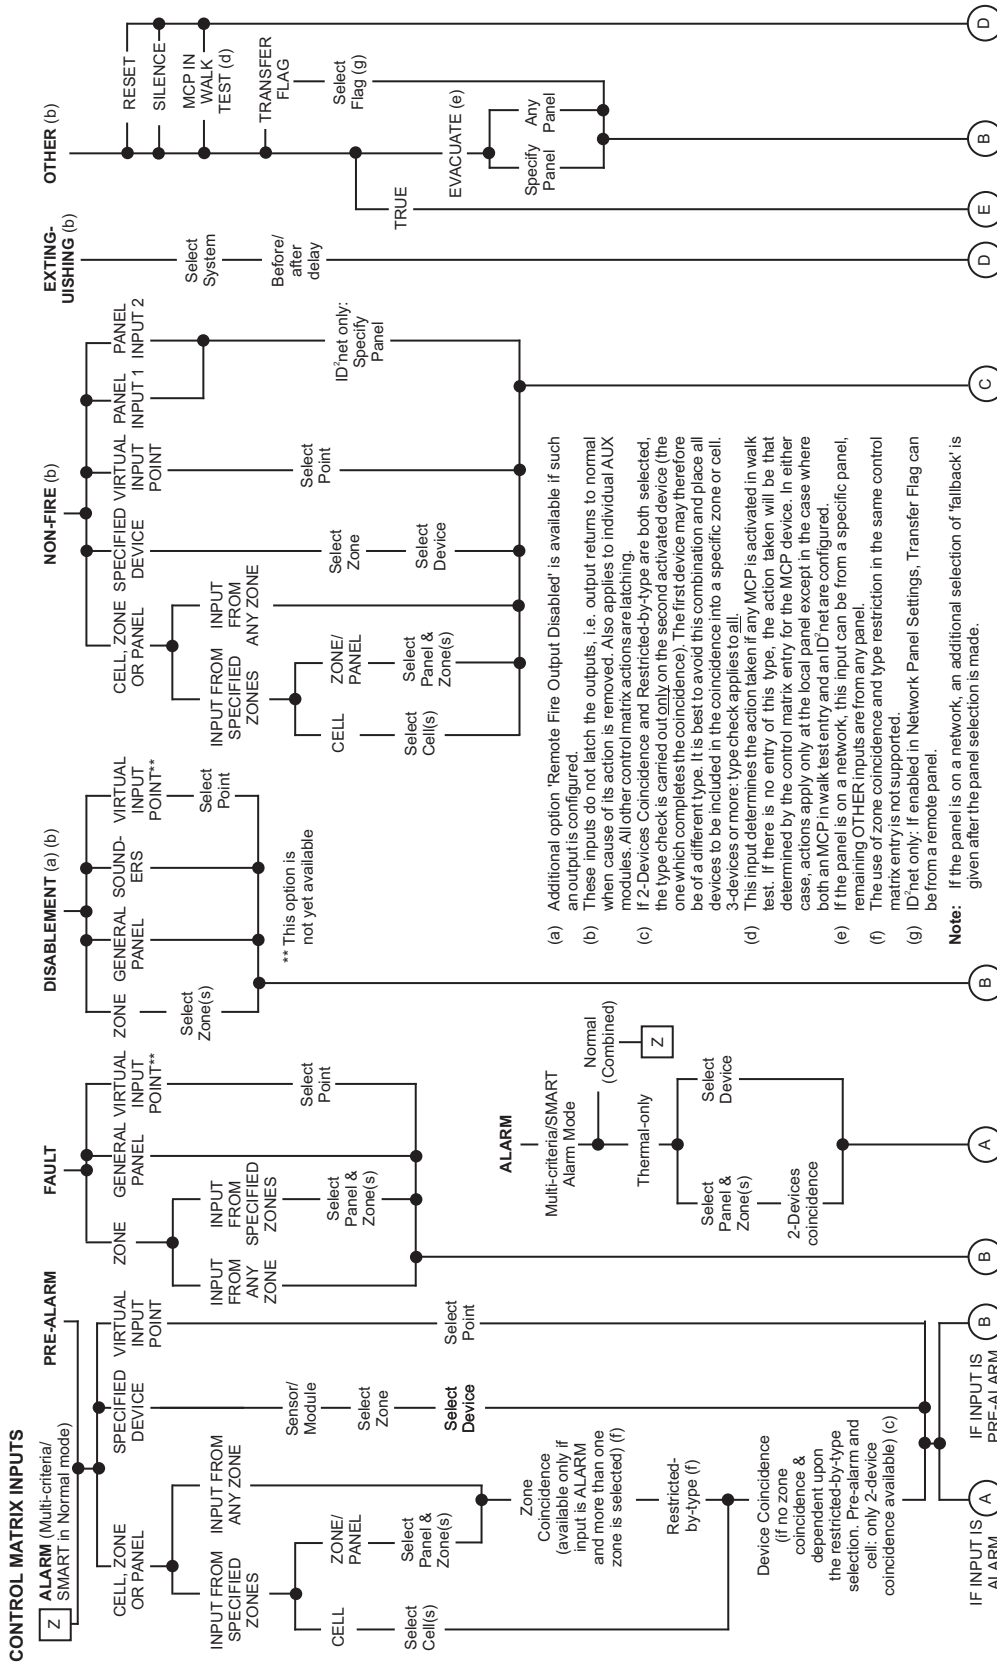 CONTROL MATRIX INPUTS
Z
ALARM (Multi-criteria/
SMART in Normal mode)
PRE-ALARM
CELL, ZONE
OR PANEL
SPECIFIED
DEVICE
VIRTUAL
INPUT
POINT
INPUT FROM
SPECIFIED
ZONES
INPUT FROM
ANY ZONE
CELL
ZONE/
PANEL
Select
Cell(s)
Select
Panel &
Zone(s)
Sensor/
Module
Select
Zone
Select
Device
Select
Point
Zone
Coincidence
(available only if
input is ALARM
and more than one
zone is selected) (f)
Restricted-
by-type (f)
Device Coincidence
(if no zone
coincidence &
dependent upon
the restricted-by-type
selection. Pre-alarm and
cell: only 2-device
coincidence available) (c)
IF INPUT IS
ALARM
A
IF INPUT IS
PRE-ALARM
B
FAULT
ZONE
GENERAL
PANEL
VIRTUAL
INPUT
POINT**
INPUT
FROM
ANY
ZONE
INPUT
FROM
SPECIFIED
ZONES
Select
Panel &
Zone(s)
Select
Point
B
ALARM
Multi-criteria/SMART
Alarm Mode
Normal
(Combined)
Z
Thermal-only
Select
Panel &
Zone(s)
Select
Device
2-Devices
coincidence
A
DISABLEMENT (a) (b)
ZONE
GENERAL
PANEL
SOUND-
ERS
VIRTUAL
INPUT
POINT**
Select
Zone(s)
Select
Point
** This option is
not yet available
B
NON-FIRE (b)
CELL, ZONE
OR PANEL
SPECIFIED
DEVICE
VIRTUAL
INPUT
POINT
PANEL
INPUT 1
PANEL
INPUT 2
INPUT FROM
SPECIFIED
ZONES
INPUT
FROM
ANY ZONE
CELL
ZONE/
PANEL
Select
Cell(s)
Select
Panel &
Zone(s)
Select
Zone
Select
Device
Select
Point
ID²net only:
Specify
Panel
C
EXTING-
UISHING (b)
Select
System
Before/
after
delay
D
OTHER (b)
RESET
SILENCE
MCP IN
WALK
TEST (d)
TRANSFER
FLAG
Select
Flag (g)
TRUE
EVACUATE (e)
Specify
Panel
Any
Panel
E
B
D
(a) Additional option 'Remote Fire Output Disabled' is available if such
an output is configured.
(b) These inputs do not latch the outputs, i.e. output returns to normal
when cause of its action is removed. Also applies to individual AUX
modules. All other control matrix actions are latching.
(c) If 2-Devices Coincidence and Restricted-by-type are both selected,
the type check is carried out only on the second activated device (the
one which completes the coincidence). The first device may therefore
be of a different type. It is best to avoid this combination and place all
devices to be included in the coincidence into a specific zone or cell.
3-devices or more: type check applies to all.
(d) This input determines the action taken if any MCP is activated in walk
test. If there is no entry of this type, the action taken will be that
determined by the control matrix entry for the MCP device. In either
case, actions apply only at the local panel except in the case where
both an MCP in walk test entry and an ID²net are configured.
(e) If the panel is on a network, this input can be from a specific panel,
remaining OTHER inputs are from any panel.
(f) The use of zone coincidence and type restriction in the same control
matrix entry is not supported.
(g) ID²net only: If enabled in Network Panel Settings, Transfer Flag can
be from a remote panel.
Note: If the panel is on a network, an additional selection of 'fallback' is
given after the panel selection is made.